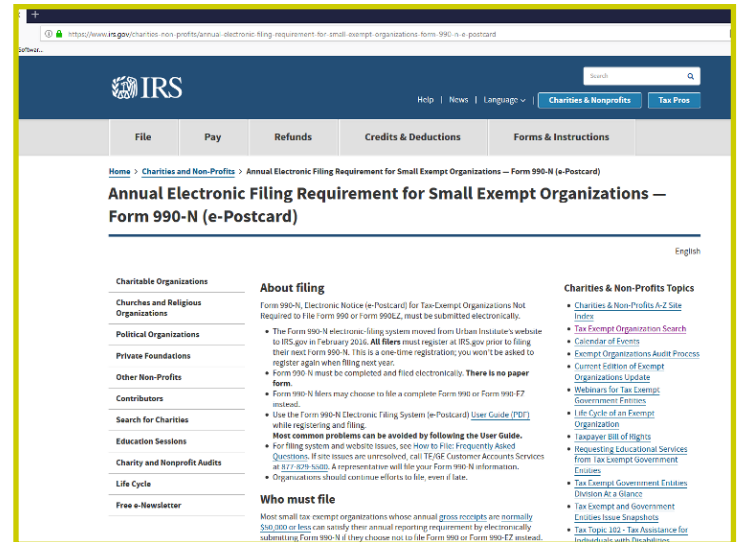 +
https://www.irs.gov/charities-non-profits/annual-electronic-filing-requirement-for-small-exempt-organizations-form-990-n-e-postcard
Softwar..
IRS
Search
Help | News | Language | Charities & Nonprofits Tax Pros
File Pay Refunds Credits & Deductions Forms & Instructions
Home > Charities and Non-Profits > Annual Electronic Filing Requirement for Small Exempt Organizations — Form 990-N (e-Postcard)
Annual Electronic Filing Requirement for Small Exempt Organizations —
Form 990-N (e-Postcard)
English
Charitable Organizations
Churches and Religious
Organizations
Political Organizations
Private Foundations
Other Non-Profits
Contributors
Search for Charities
Education Sessions
Charity and Nonprofit Audits
Life Cycle
Free e-Newsletter
About filing
Form 990-N, Electronic Notice (e-Postcard) for Tax-Exempt Organizations Not
Required to File Form 990 or Form 990EZ, must be submitted electronically.
• The Form 990-N electronic-filing system moved from Urban Institute's website
to IRS.gov in February 2016. All filers must register at IRS.gov prior to filing
their next Form 990-N. This is a one-time registration; you won't be asked to
register again when filing next year.
• Form 990-N must be completed and filed electronically. There is no paper
form.
• Form 990-N filers may choose to file a complete Form 990 or Form 990-EZ
instead.
• Use the Form 990-N Electronic Filing System (e-Postcard) User Guide (PDF)
while registering and filing.
Most common problems can be avoided by following the User Guide.
• For filing system and website issues, see How to File: Frequently Asked
Questions. If site issues are unresolved, call TE/GE Customer Accounts Services
at 877-829-5500. A representative will file your Form 990-N information.
• Organizations should continue efforts to file, even if late.
Who must file
Most small tax exempt organizations whose annual gross receipts are normally
$50,000 or less can satisfy their annual reporting requirement by electronically
submitting Form 990-N if they choose not to file Form 990 or Form 990-EZ instead.
Charities & Non-Profits Topics
• Charities & Non-Profits A-Z Site
Index
• Tax Exempt Organization Search
• Calendar of Events
• Exempt Organizations Audit Process
• Current Edition of Exempt
Organizations Update
• Webinars for Tax Exempt
Government Entities
• Life Cycle of an Exempt
Organization
• Taxpayer Bill of Rights
• Requesting Educational Services
from Tax Exempt Government
Entities
• Tax Exempt Government Entities
Division At a Glance
• Tax Exempt and Government
Entities Issue Snapshots
• Tax Topic 102 - Tax Assistance for
Individuals with Disabilities